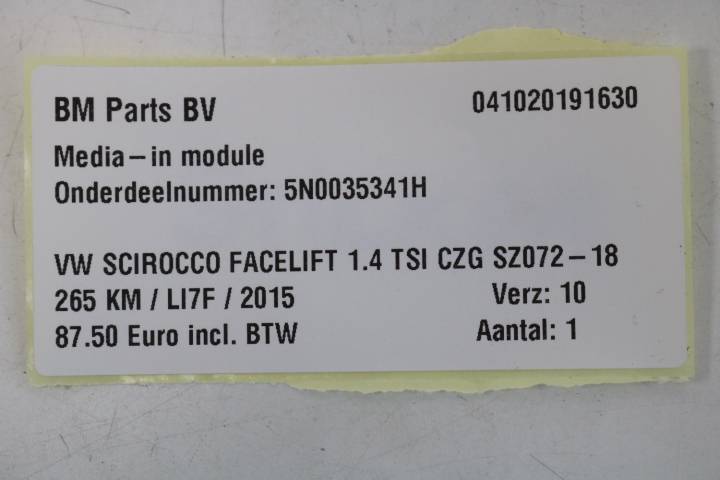 BM Parts BV 041020191630
Media-in module
Onderdeelnummer: 5N0035341H
VW SCIROCCO FACELIFT 1.4 TSI CZG SZ072-18
265 KM / LI7F / 2015 Verz: 10
87.50 Euro incl. BTW Aantal: 1